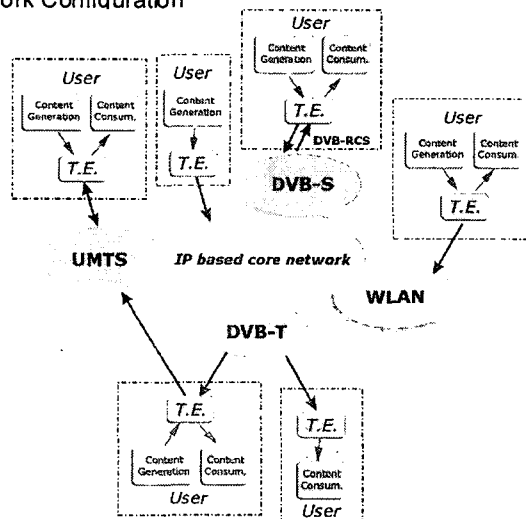 ork Configuration
User
Content Generation
Content Consum.
T.E.
User
Content Generation
T.E.
User
Content Generation
Content Consum.
T.E.
DVB-RCS
DVB-S
User
Content Generation
Content Consum.
T.E.
UMTS
IP based core network
WLAN
DVB-T
T.E.
Content Generation
Content Consum.
User
T.E.
Content Consum.
User